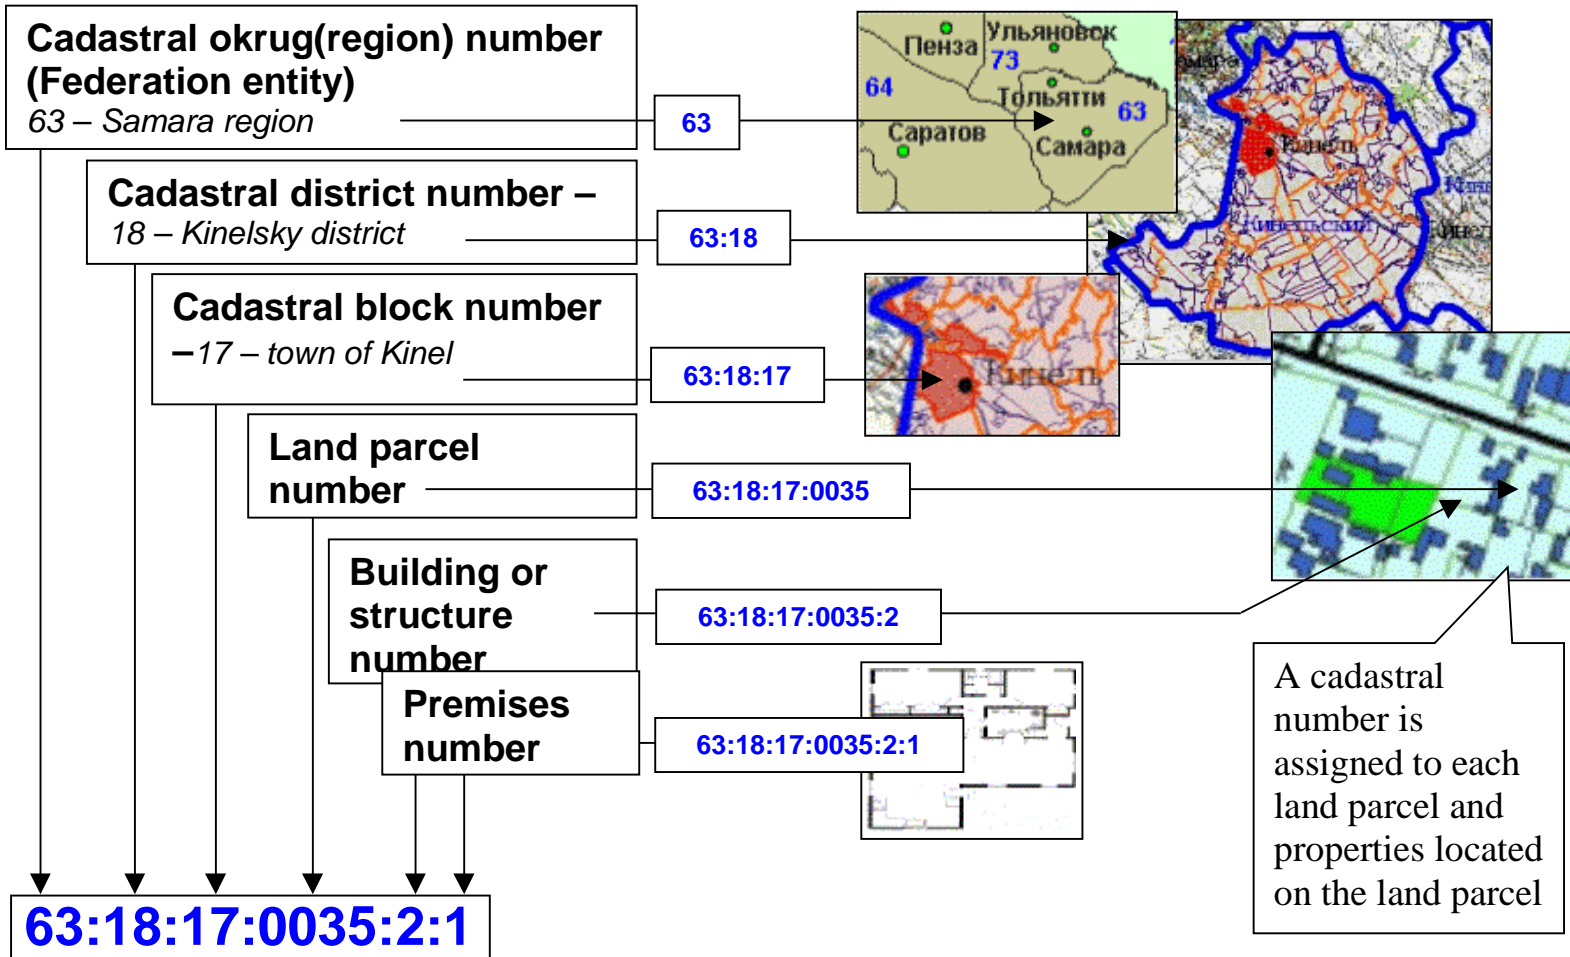 Cadastral okrug(region) number
(Federation entity)
63 – Samara region
63
Cadastral district number –
18 – Kinelsky district
63:18
Cadastral block number
–17 – town of Kinel
63:18:17
Land parcel
number
63:18:17:0035
Building or
structure
number
63:18:17:0035:2
Premises
number
63:18:17:0035:2:1
63:18:17:0035:2:1
Пенза
Ульяновск
73
64
Тольятти
63
Саратов
Самара
Кинель
Кинельский
Кинель
A cadastral
number is
assigned to each
land parcel and
properties located
on the land parcel